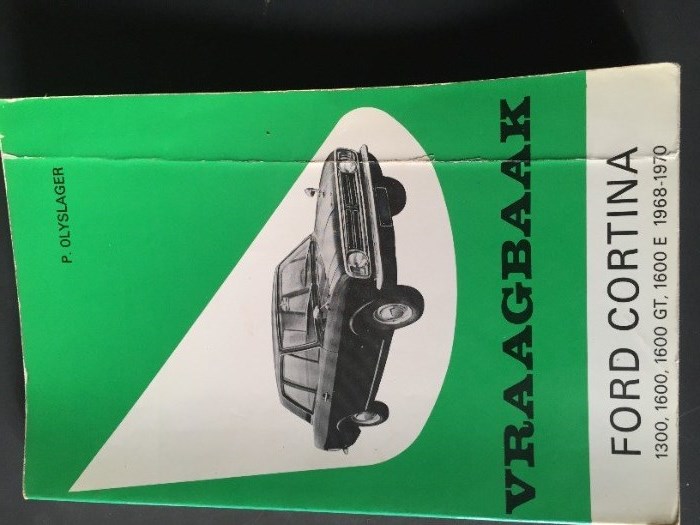 P. OLYSLAGER
VRAAGBAAK
FORD CORTINA
1300, 1600, 1600 GT, 1600 E 1968-1970